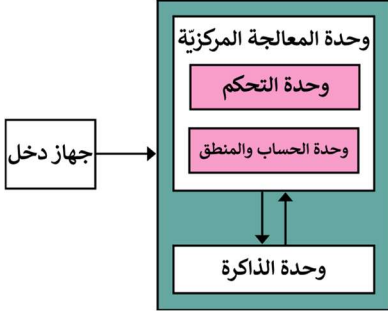 وحدة المعالجة المركزيّة
وحدة التحكم
وحدة الحساب والمنطق
جهاز دخل
وحدة الذاكرة